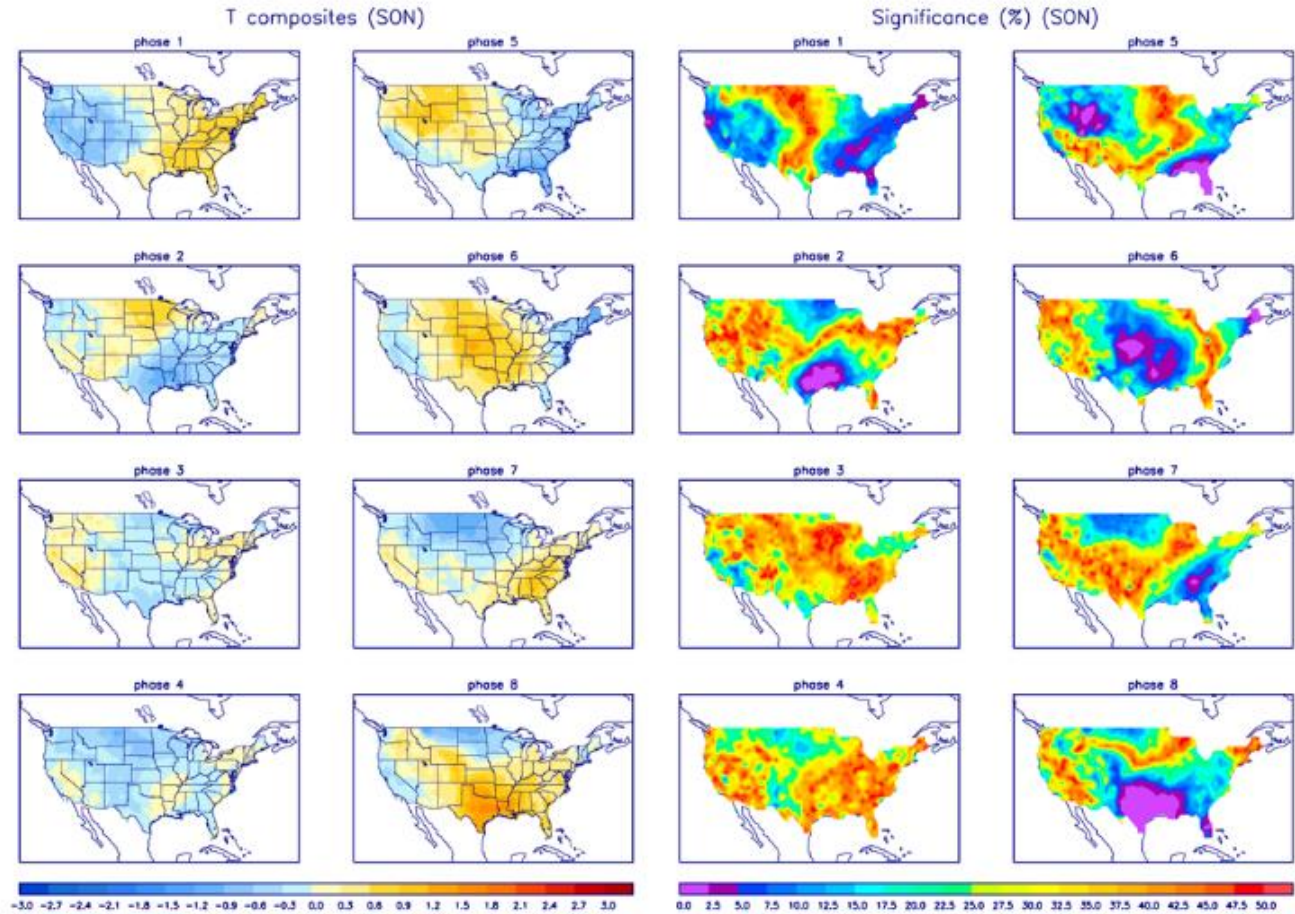 T composites (SON) Significance (%) (SON)
phase 1 phase 5 phase 1 phase 5
phase 2 phase 6 phase 2 phase 6
phase 3 phase 7 phase 3 phase 7
phase 4 phase 8 phase 4 phase 8
-3.0 -2.7 -2.4 -2.1 -1.8 -1.5 -1.2 -0.9 -0.6 -0.3 0.0 0.3 0.6 0.9 1.2 1.5 1.8 2.1 2.4 2.7 3.0 0.0 2.5 5.0 7.5 10.0 12.5 15.0 17.5 20.0 22.5 25.0 27.5 30.0 32.5 35.0 37.5 40.0 42.5 45.0 47.5 50.0